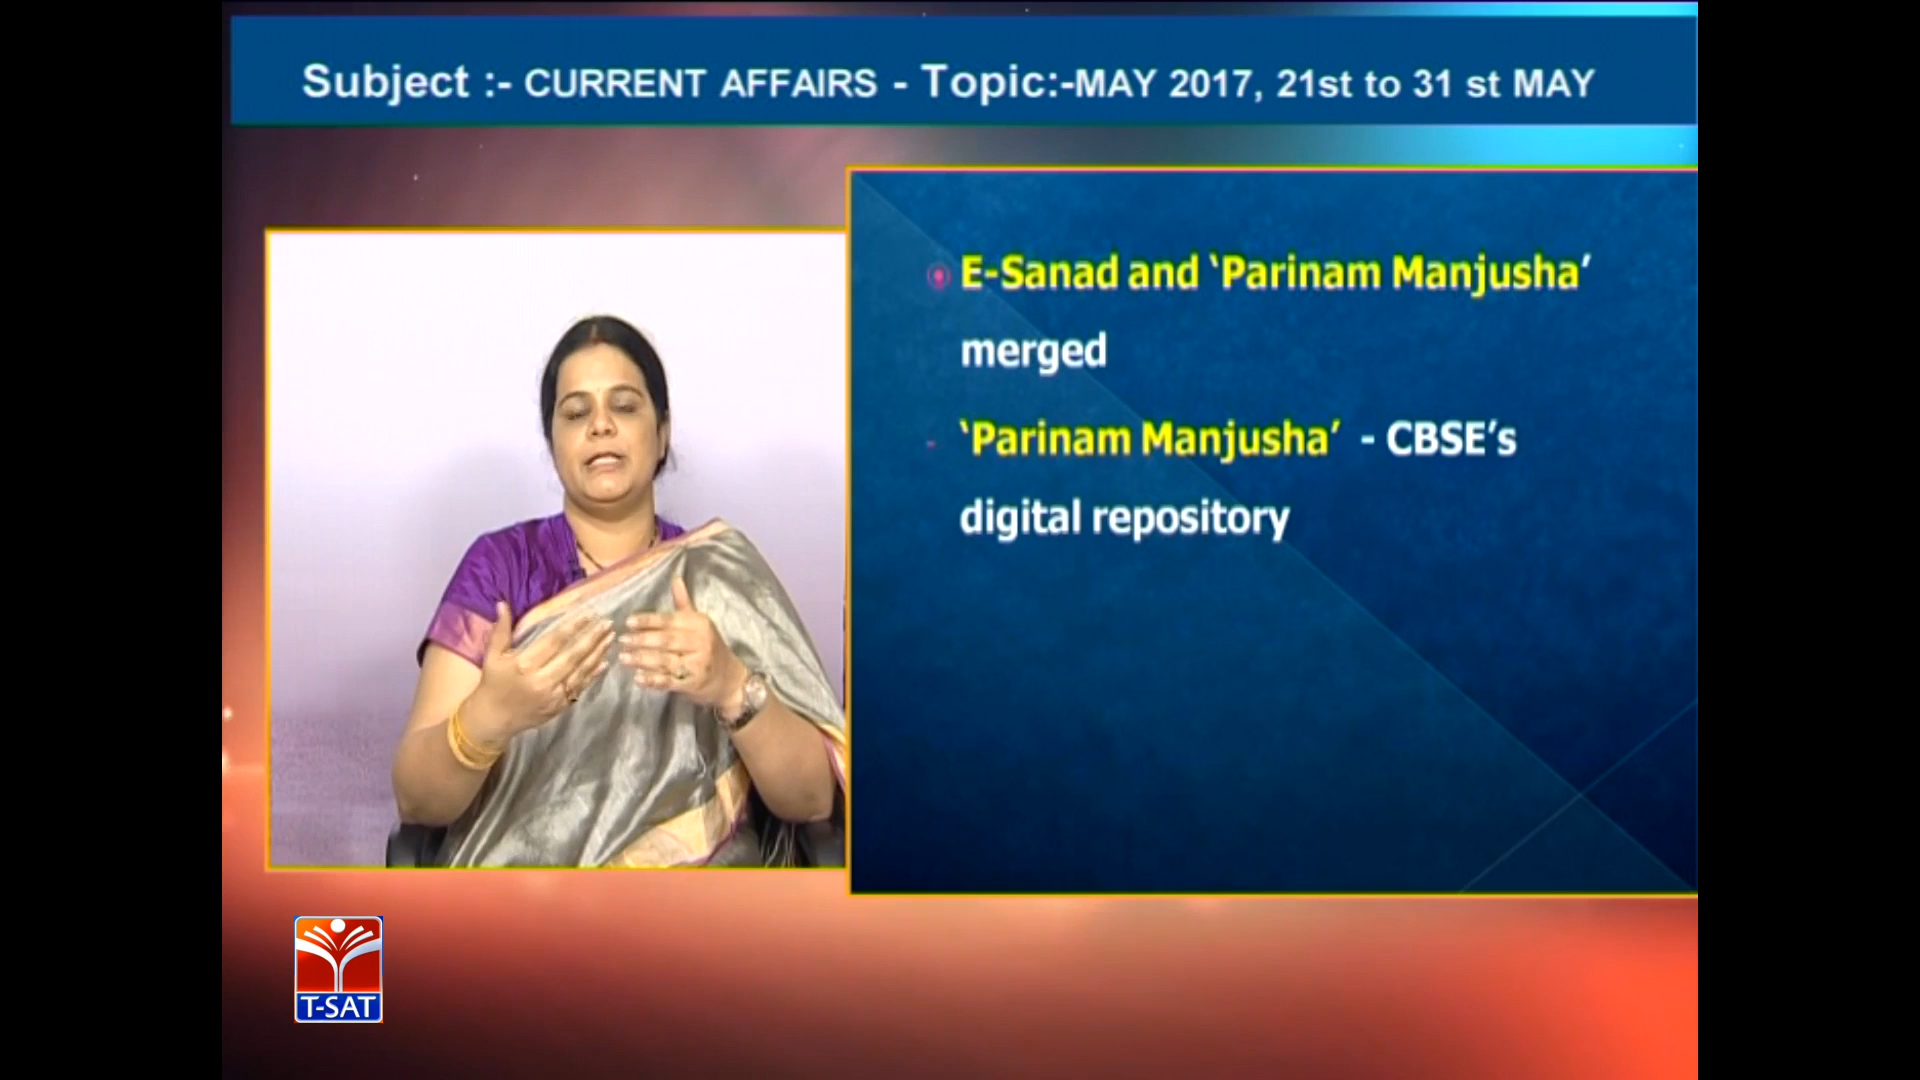 Subject :- CURRENT AFFAIRS - Topic:-MAY 2017, 21st to 31 st MAY
E-Sanad and ‘Parinam Manjusha’
merged
- ‘Parinam Manjusha’ - CBSE’s
digital repository
T-SAT